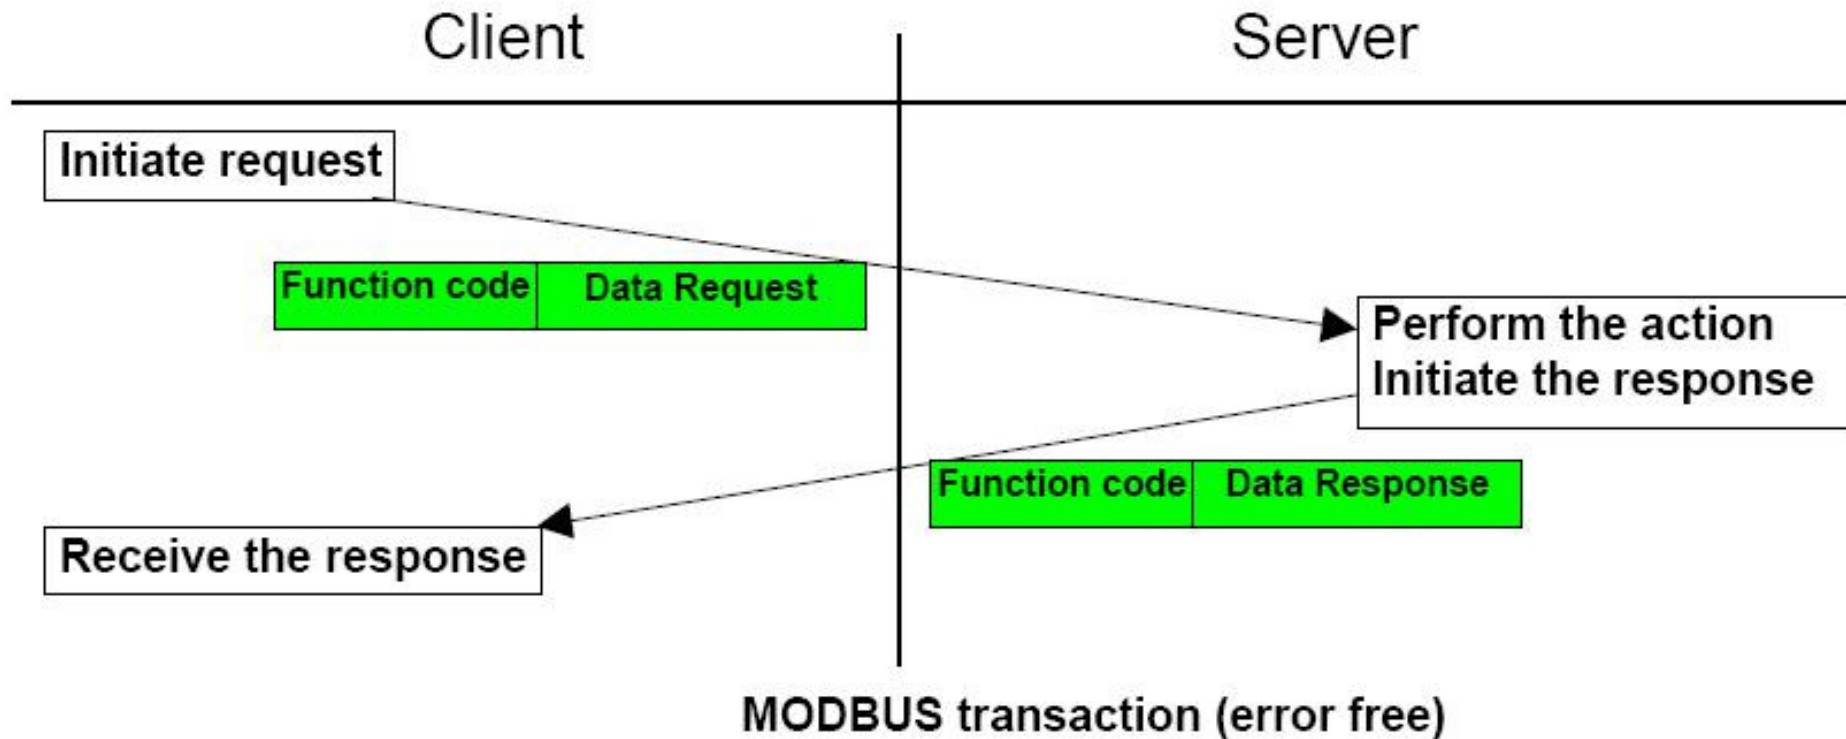 Client
Server
Initiate request
Function code
Data Request
Perform the action
Initiate the response
Function code
Data Response
Receive the response
MODBUS transaction (error free)